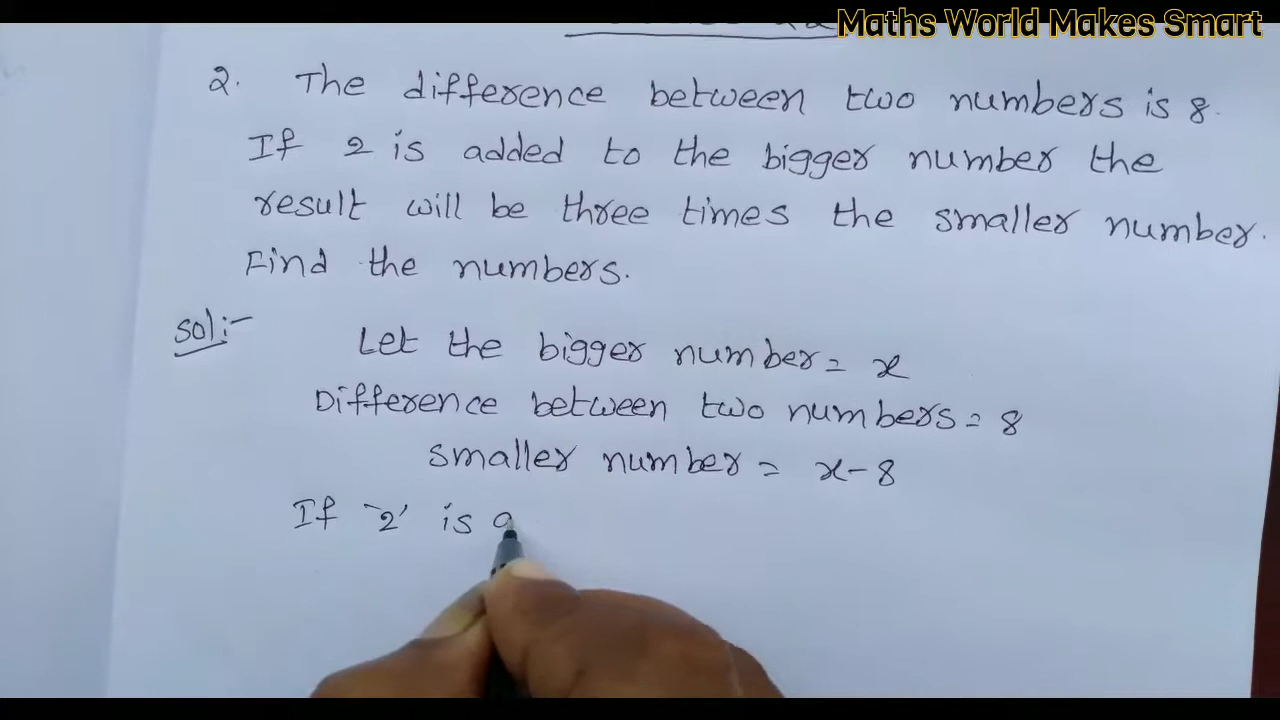 Maths World Makes Smart
2. The difference between two numbers is 8.
If 2 is added to the bigger number the
result will be three times the smaller number.
Find the numbers.
Sol:- Let the bigger number = x
Difference between two numbers = 8
smaller number = x - 8
If '2' is a